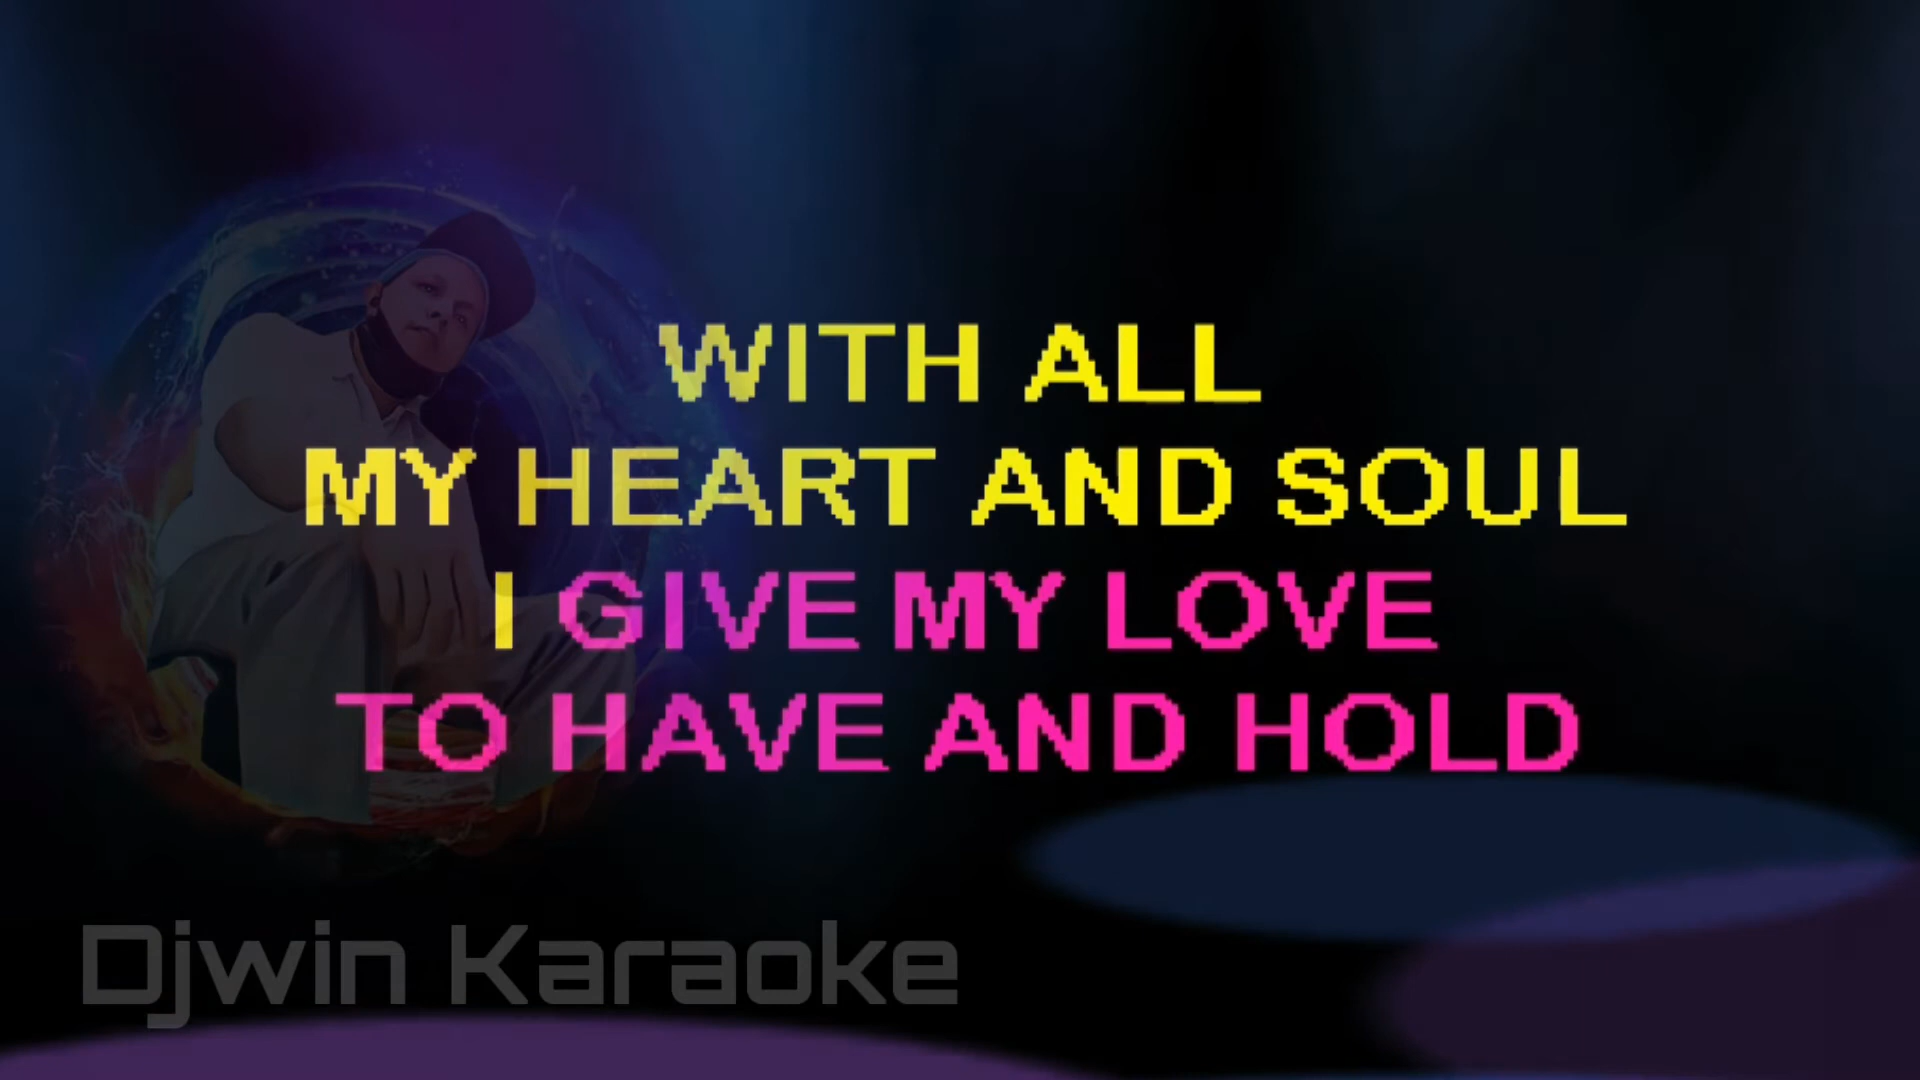 WITH ALL
MY HEART AND SOUL
I GIVE MY LOVE
TO HAVE AND HOLD
Djwin Karaoke